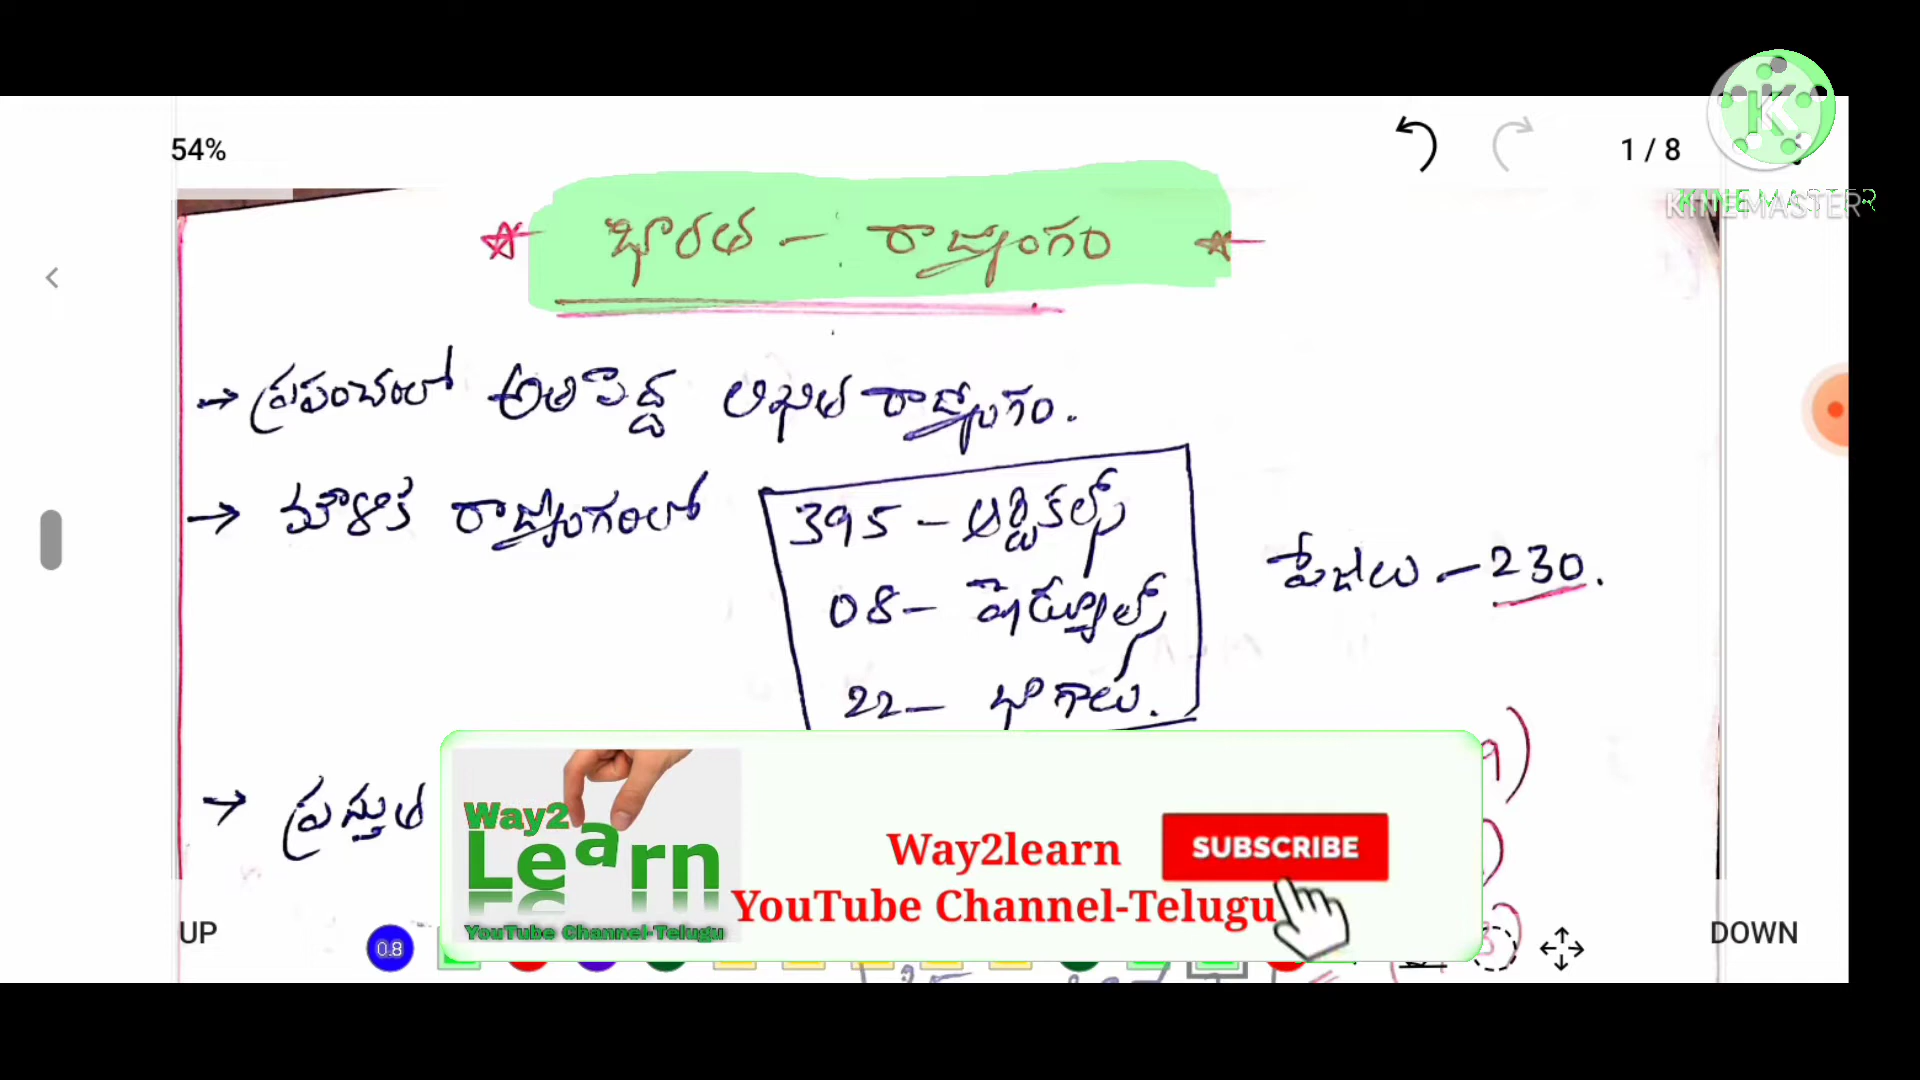 54%
1 / 8
KINEMASTER
భారత - రాజ్యాంగం
→ ప్రపంచంలో అతిపెద్ద లిఖిత రాజ్యాంగం.
→ మౌళిక రాజ్యాంగంలో
395 - ఆర్టికల్స్
08 - షెడ్యూల్స్
22 - భాగాలు.
పేజీలు - 230.
→ ప్రస్తుత
Way2
Learn
YouTube Channel-Telugu
Way2learn
YouTube Channel-Telugu
SUBSCRIBE
UP
0.8
DOWN